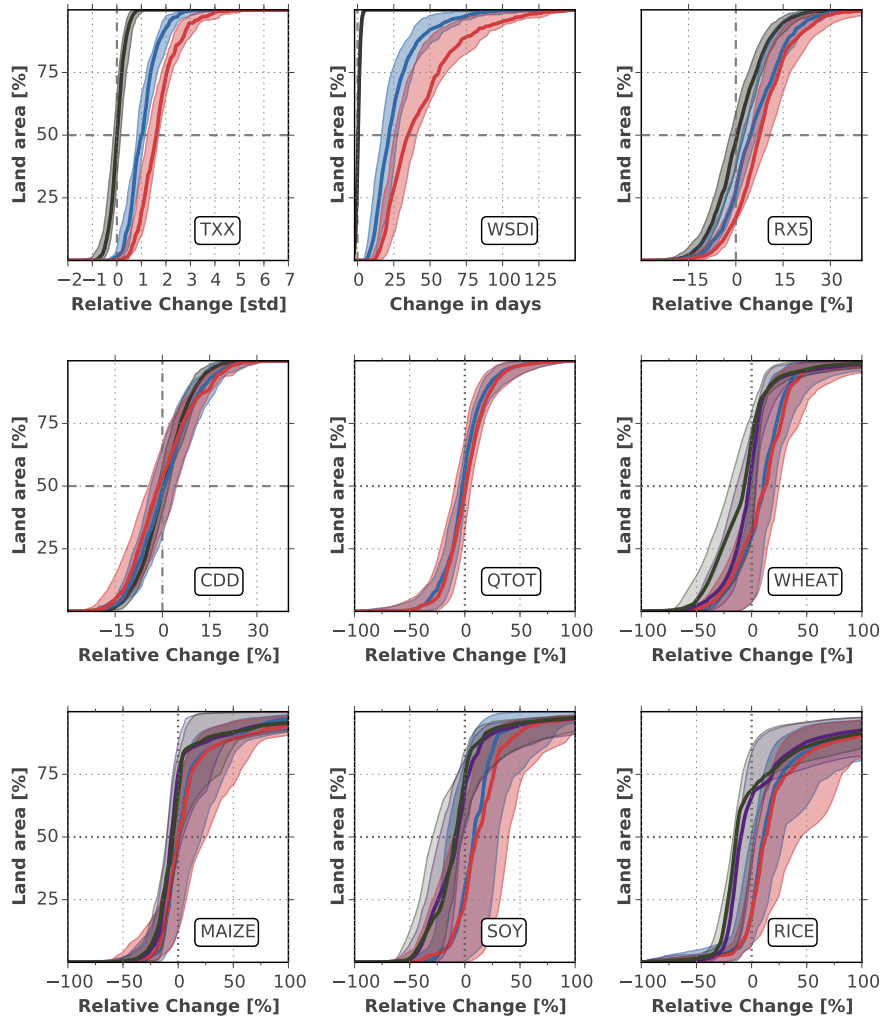 Land area [%]
75
50
25
TXX
−2 −1 0 1 2 3 4 5 6 7
Relative Change [std]
Land area [%]
75
50
25
WSDI
0 25 50 75 100 125
Change in days
Land area [%]
75
50
25
RX5
−15 0 15 30
Relative Change [%]
Land area [%]
75
50
25
CDD
−15 0 15 30
Relative Change [%]
Land area [%]
75
50
25
QTOT
−100 −50 0 50 100
Relative Change [%]
Land area [%]
75
50
25
WHEAT
−100 −50 0 50 100
Relative Change [%]
Land area [%]
75
50
25
MAIZE
−100 −50 0 50 100
Relative Change [%]
Land area [%]
75
50
25
SOY
−100 −50 0 50 100
Relative Change [%]
Land area [%]
75
50
25
RICE
−100 −50 0 50 100
Relative Change [%]